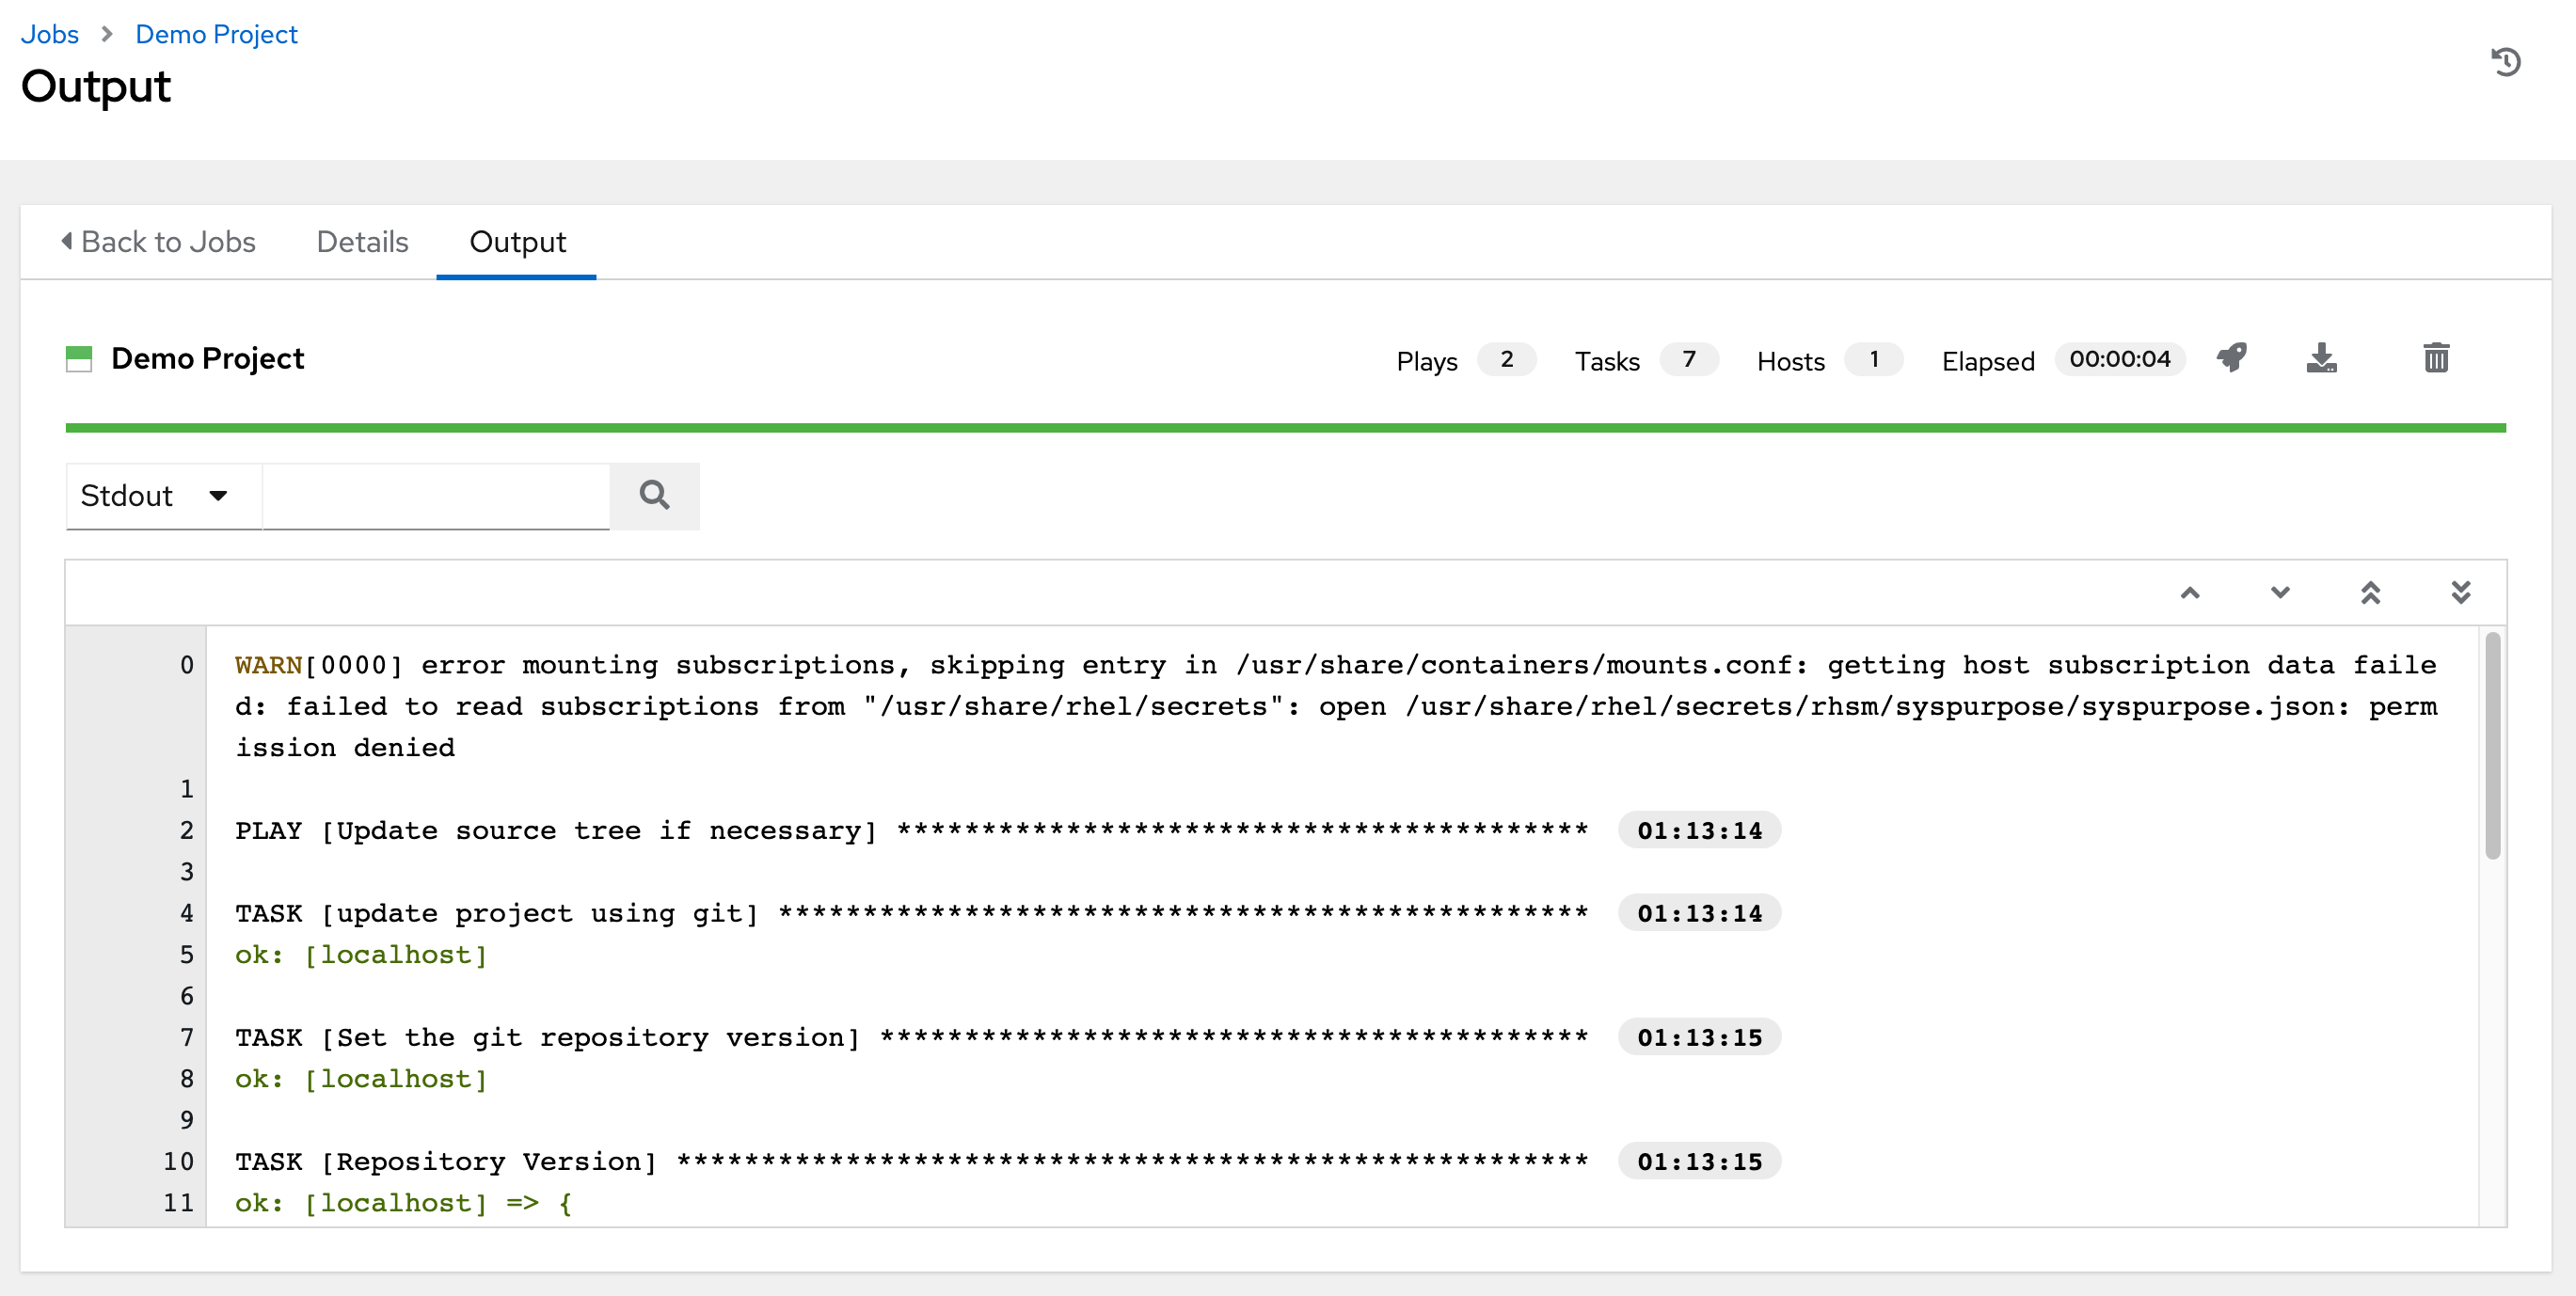 Jobs > Demo Project
Output
Back to Jobs Details Output
Demo Project Plays 2 Tasks 7 Hosts 1 Elapsed 00:00:04
Stdout
0 WARN[0000] error mounting subscriptions, skipping entry in /usr/share/containers/mounts.conf: getting host subscription data faile
d: failed to read subscriptions from "/usr/share/rhel/secrets": open /usr/share/rhel/secrets/rhsm/syspurpose/syspurpose.json: perm
ission denied
1
2 PLAY [Update source tree if necessary] ***************************************** 01:13:14
3
4 TASK [update project using git] ************************************************ 01:13:14
5 ok: [localhost]
6
7 TASK [Set the git repository version] ****************************************** 01:13:15
8 ok: [localhost]
9
10 TASK [Repository Version] ****************************************************** 01:13:15
11 ok: [localhost] => {